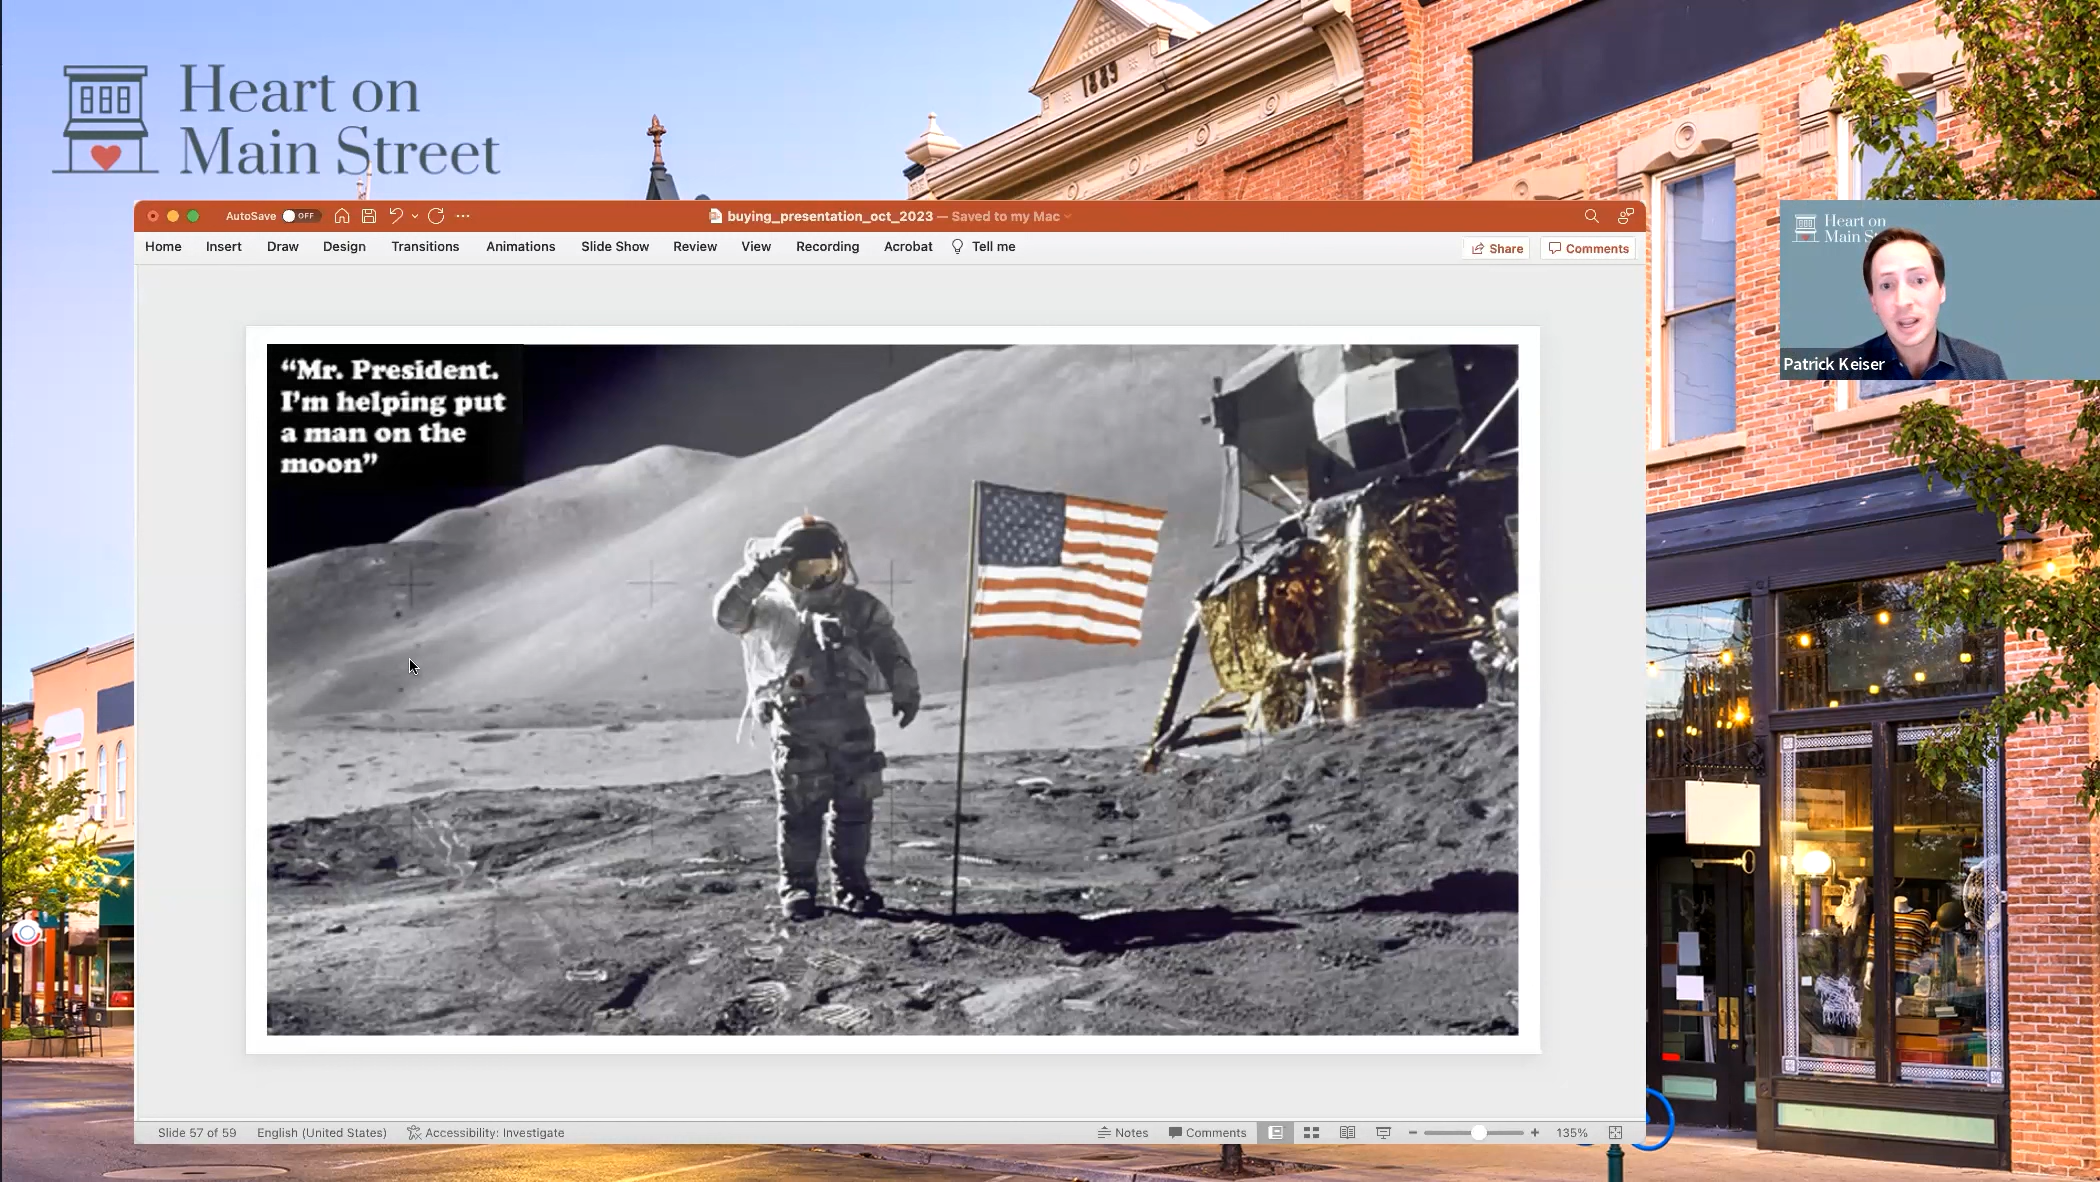 Heart on
Main Street
1889
AutoSave OFF
buying_presentation_oct_2023 — Saved to my Mac
Home Insert Draw Design Transitions Animations Slide Show Review View Recording Acrobat Tell me
Share Comments
“Mr. President.
I’m helping put
a man on the
moon”
Heart on
Main St
Patrick Keiser
Slide 57 of 59 English (United States) Accessibility: Investigate
Notes Comments 135%